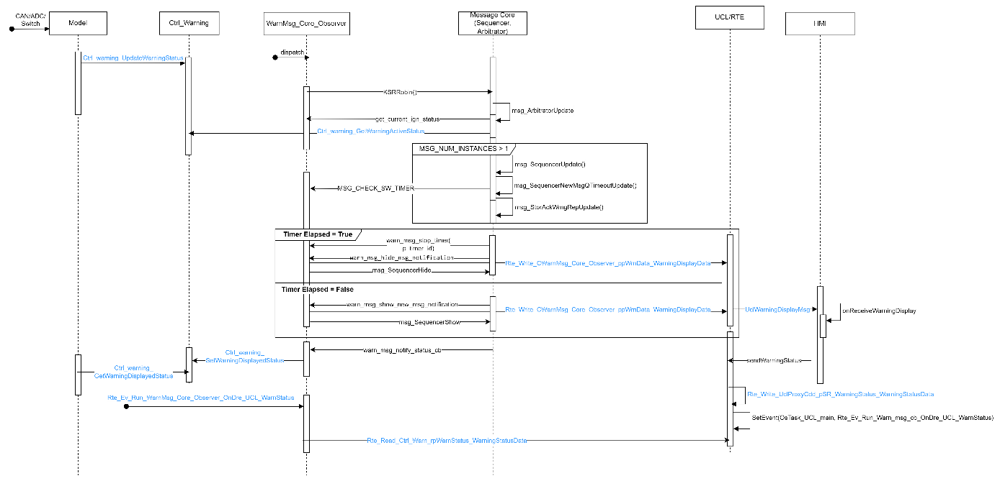 CAN/ADC/
Switch
Model
Ctrl_Warning
WarnMsg_Core_Observer
Message Core
(Sequencer,
Arbitrator)
UCL/RTE
HMI
dispatch
Ctrl_warning_UpdateWarningStatus
KSRRobin()
msg_ArbitratorUpdate
get_current_ign_status
Ctrl_warning_GetWarningActiveStatus
MSG_NUM_INSTANCES > 1
msg_SequencerUpdate()
msg_SequencerNewMsgQTimeoutUpdate()
MSG_CHECK_SW_TIMER
msg_StorAckWrngRepUpdate()
Timer Elapsed = True
warn_msg_stop_timer(
p_timer_id)
warn_msg_hide_msg_notification
Rte_Write_CWarnMsg_Core_Observer_ppWrnData_WarningDisplayData
msg_SequencerHide
Timer Elapsed = False
warn_msg_show_new_msg_notification
Rte_Write_CWarnMsg_Core_Observer_ppWrnData_WarningDisplayData
UclWarningDisplayMsg
onReceiveWarningDisplay
msg_SequencerShow
warn_msg_notify_status_cb
Ctrl_warning_
SetWarningDisplayedStatus
sendWarningStatus
Ctrl_warning_
GetWarningDisplayedStatus
Rte_Write_UclProxyCdd_pSR_WarningStatus_WarningStatusData
Rte_Ev_Run_WarnMsg_Core_Observer_OnDre_UCL_WarnStatus
SetEvent(OsTask_UCL_main, Rte_Ev_Run_Warn_msg_cb_OnDre_UCL_WarnStatus)
Rte_Read_Ctrl_Warn_rpWarnStatus_WarningStatusData